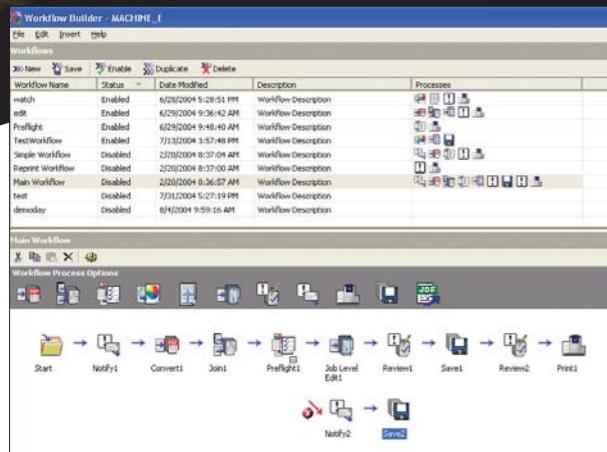 Workflow Builder - MACHINE_E
File Edit Insert Help
Workflows
New Save Enable Duplicate Delete
Workflow Name Status Date Modified Description Processes
watch Enabled 6/28/2004 5:28:51 PM Workflow Description
edit Enabled 6/29/2004 9:36:42 AM Workflow Description
Preflight Enabled 6/29/2004 9:48:40 AM Workflow Description
TestWorkflow Enabled 7/13/2004 3:57:48 PM Workflow Description
Simple Workflow Disabled 2/20/2004 8:37:04 AM Workflow Description
Reprint Workflow Disabled 2/20/2004 8:37:00 AM Workflow Description
Main Workflow Disabled 2/20/2004 8:36:57 AM Workflow Description
test Disabled 7/31/2004 5:27:19 PM Workflow Description
demoday Disabled 8/4/2004 9:59:16 AM Workflow Description
Main Workflow
Workflow Process Options
JDF
Start Notify1 Convert1 Join1 Preflight1 Job Level Edit1 Review1 Save1 Review2 Print1
Notify2 Save2